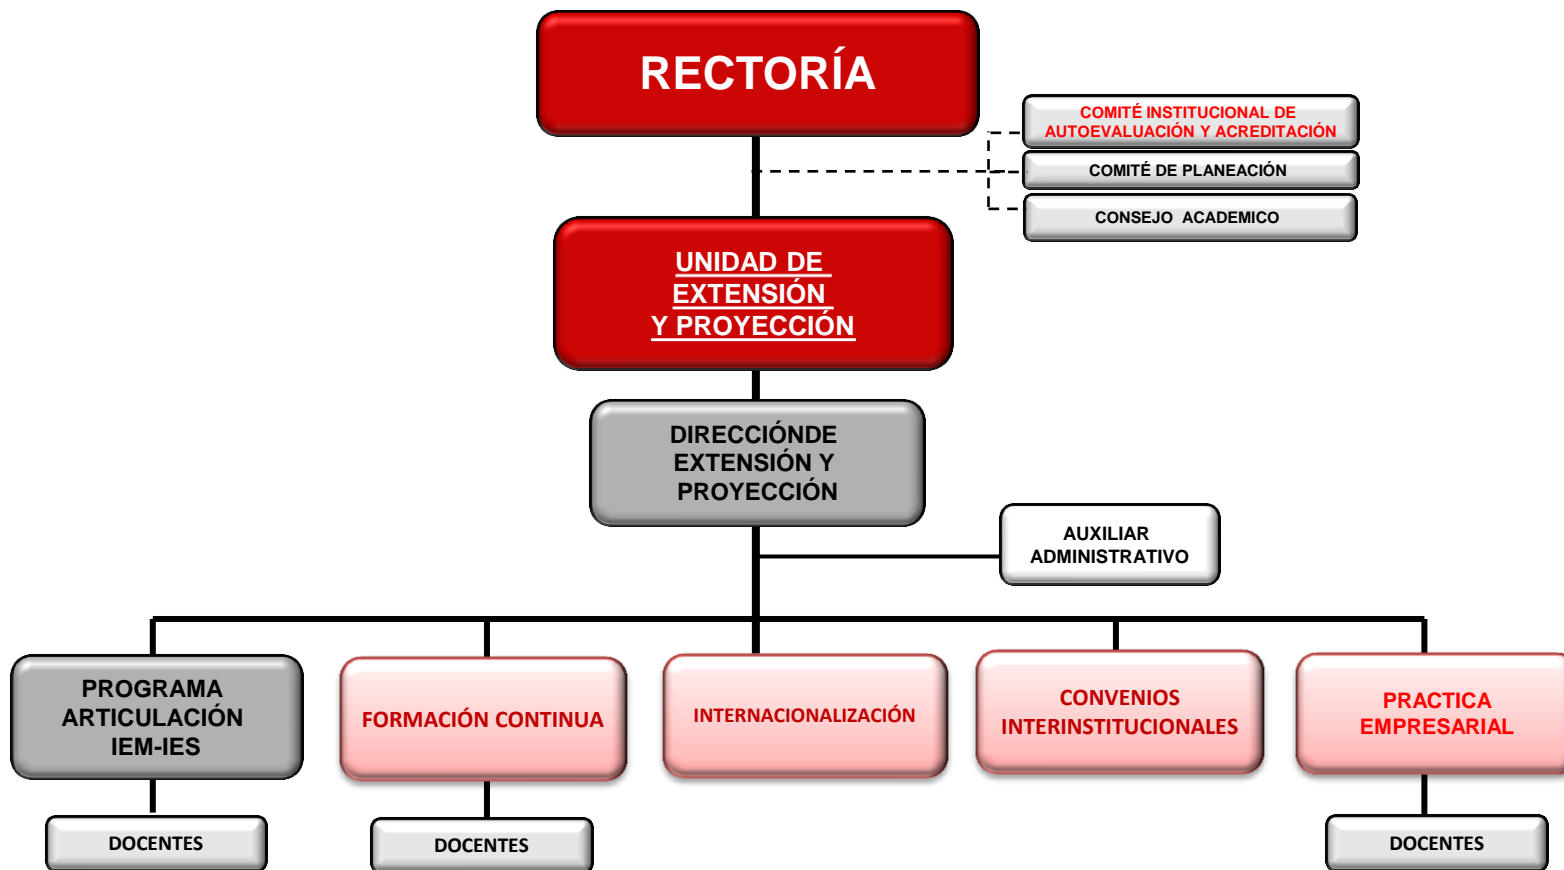 RECTORÍA
COMITÉ INSTITUCIONAL DE
AUTOEVALUACIÓN Y ACREDITACIÓN
COMITÉ DE PLANEACIÓN
CONSEJO ACADEMICO
UNIDAD DE
EXTENSIÓN
Y PROYECCIÓN
DIRECCIÓNDE
EXTENSIÓN Y
PROYECCIÓN
AUXILIAR
ADMINISTRATIVO
PROGRAMA
ARTICULACIÓN
IEM-IES
FORMACIÓN CONTINUA
INTERNACIONALIZACIÓN
CONVENIOS
INTERINSTITUCIONALES
PRACTICA
EMPRESARIAL
DOCENTES
DOCENTES
DOCENTES